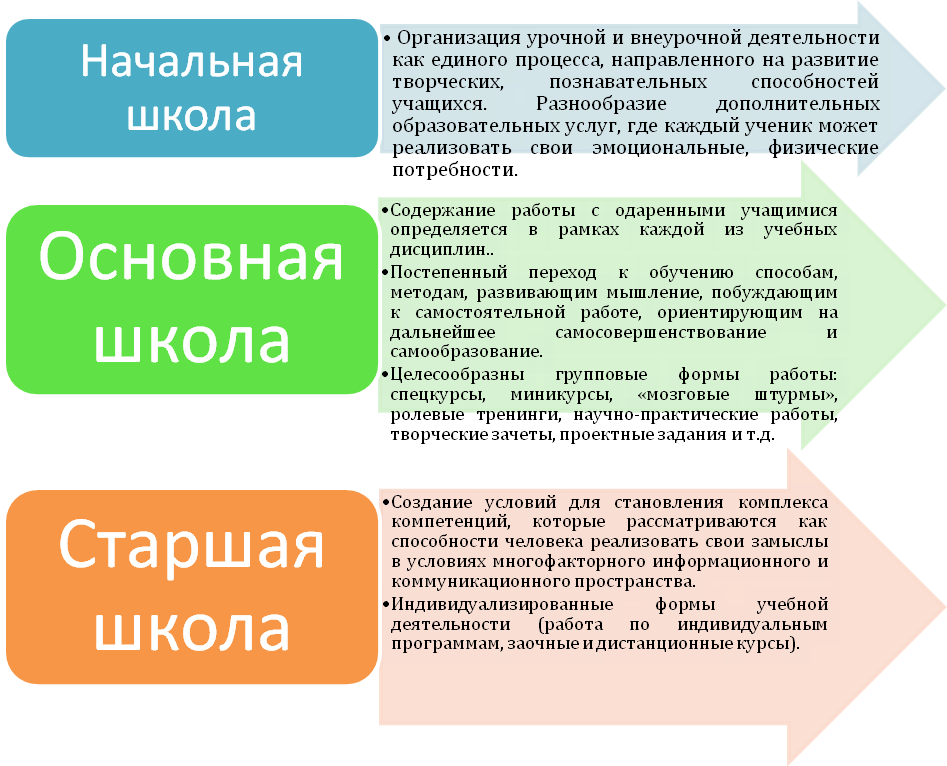 Начальная
школа
• Организация урочной и внеурочной деятельности
как единого процесса, направленного на развитие
творческих, познавательных способностей
учащихся. Разнообразие дополнительных
образовательных услуг, где каждый ученик может
реализовать свои эмоциональные, физические
потребности.
Основная
школа
•Содержание работы с одаренными учащимися
определяется в рамках каждой из учебных
дисциплин..
•Постепенный переход к обучению способам,
методам, развивающим мышление, побуждающим
к самостоятельной работе, ориентирующим на
дальнейшее самосовершенствование и
самообразование.
•Целесообразны групповые формы работы:
спецкурсы, миникурсы, «мозговые штурмы»,
ролевые тренинги, научно-практические работы,
творческие зачеты, проектные задания и т.д.
Старшая
школа
•Создание условий для становления комплекса
компетенций, которые рассматриваются как
способности человека реализовать свои замыслы
в условиях многофакторного информационного и
коммуникационного пространства.
•Индивидуализированные формы учебной
деятельности (работа по индивидуальным
программам, заочные и дистанционные курсы).